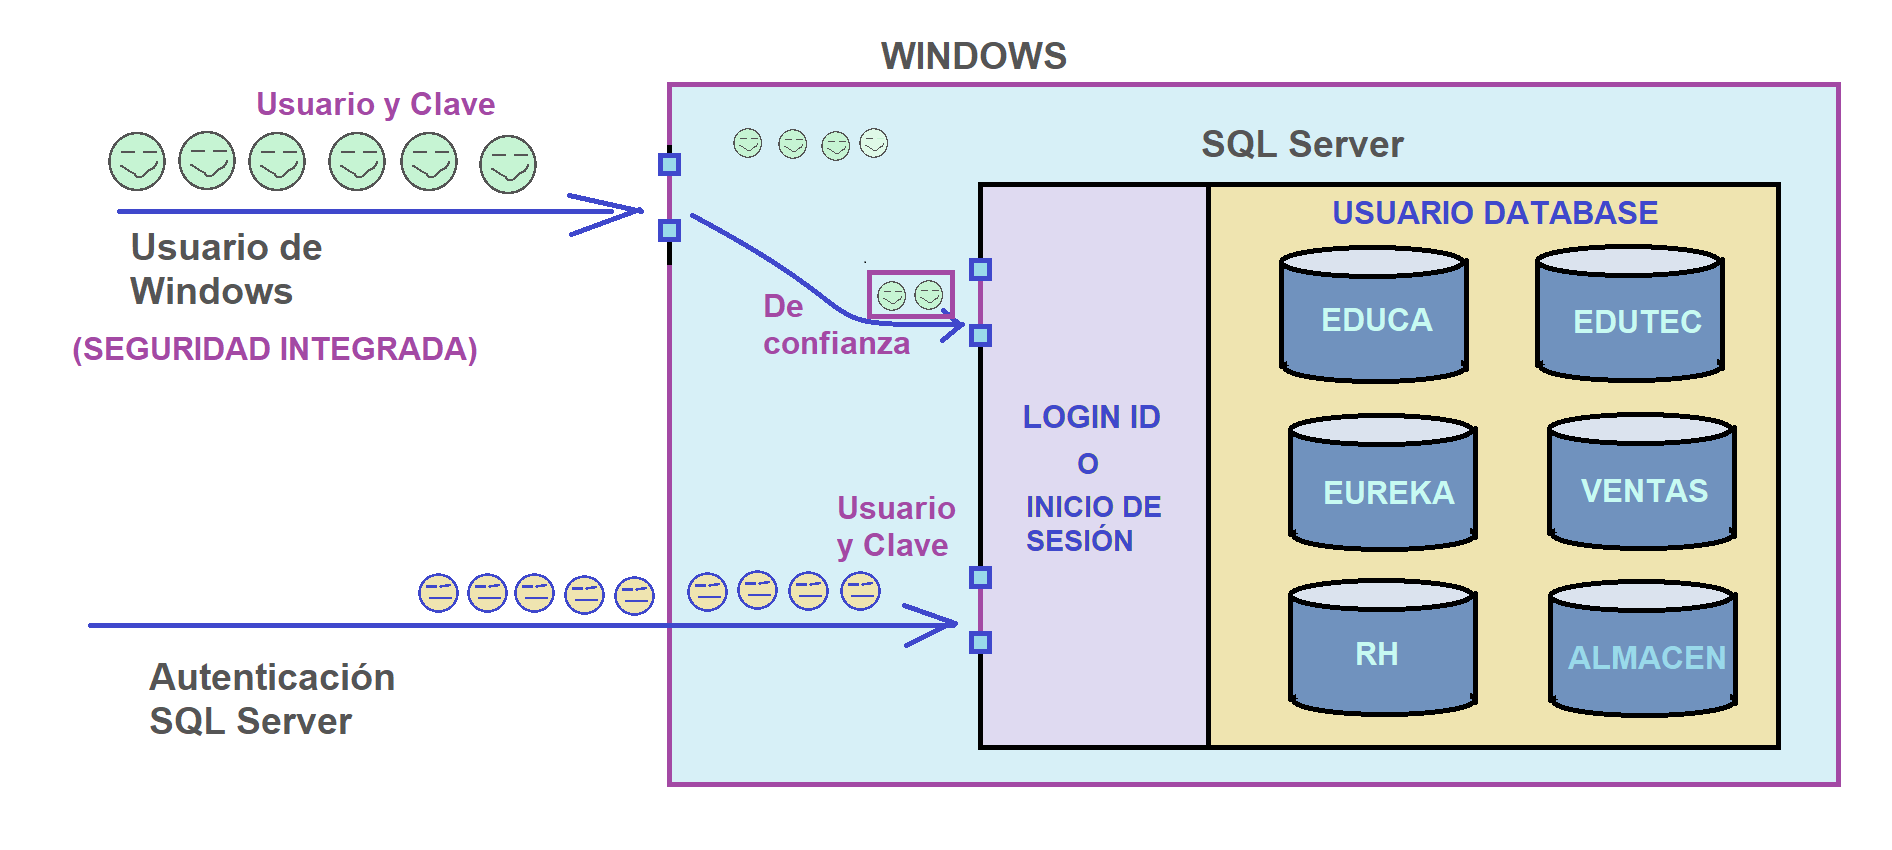 WINDOWS
Usuario y Clave
SQL Server
USUARIO DATABASE
Usuario de
Windows
(SEGURIDAD INTEGRADA)
De
confianza
EDUCA
EDUTEC
LOGIN ID
O
INICIO DE
SESIÓN
EUREKA
VENTAS
Usuario
y Clave
RH
ALMACEN
Autenticación
SQL Server